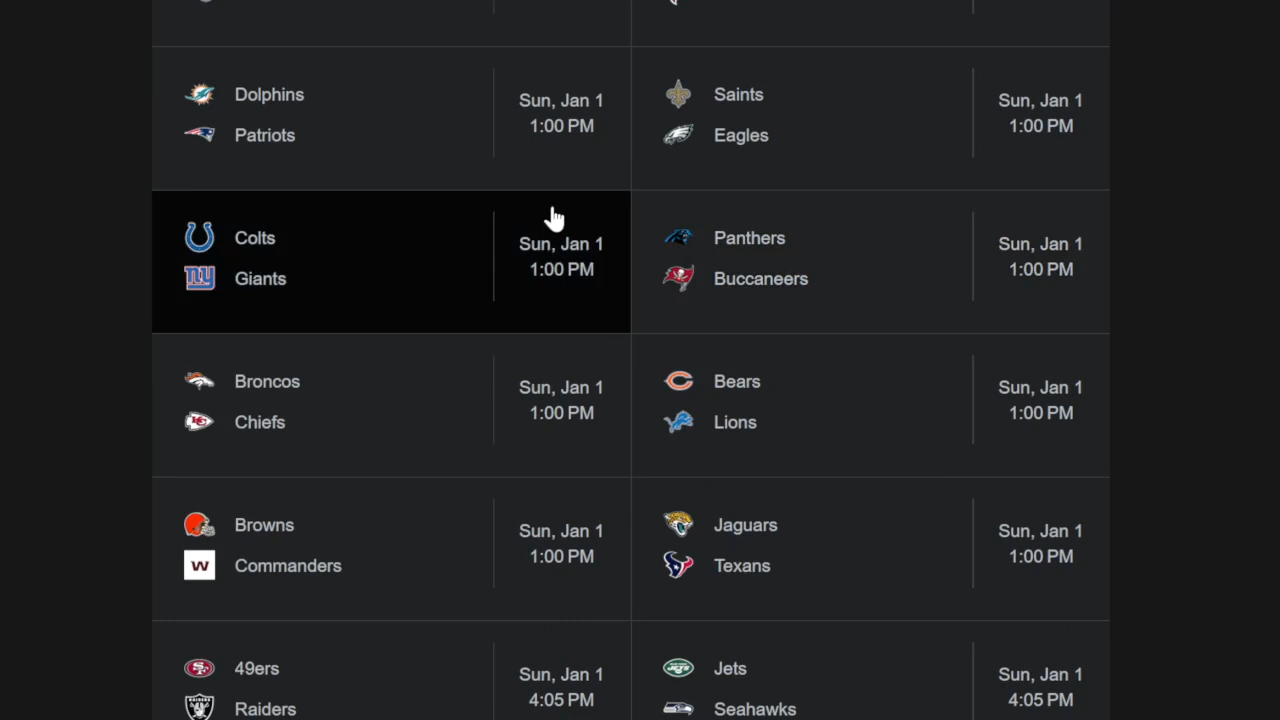 Dolphins
Patriots
Sun, Jan 1
1:00 PM
Saints
Eagles
Sun, Jan 1
1:00 PM
Colts
Giants
Sun, Jan 1
1:00 PM
Panthers
Buccaneers
Sun, Jan 1
1:00 PM
Broncos
Chiefs
Sun, Jan 1
1:00 PM
Bears
Lions
Sun, Jan 1
1:00 PM
Browns
W
Commanders
Sun, Jan 1
1:00 PM
Jaguars
Texans
Sun, Jan 1
1:00 PM
49ers
Raiders
Sun, Jan 1
4:05 PM
Jets
Seahawks
Sun, Jan 1
4:05 PM